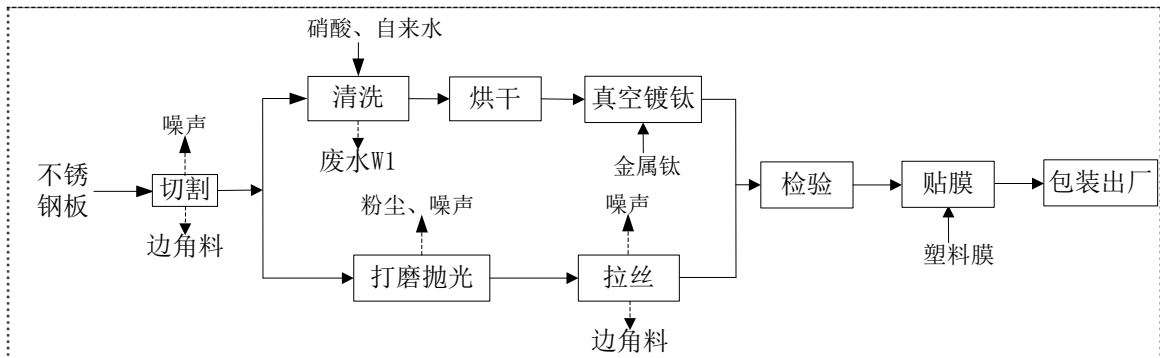 硝酸、自来水
清洗
烘干
真空镀钛
噪声
废水W1
金属钛
不锈
钢板
切割
检验
贴膜
包装出厂
粉尘、噪声
噪声
边角料
塑料膜
打磨抛光
拉丝
边角料